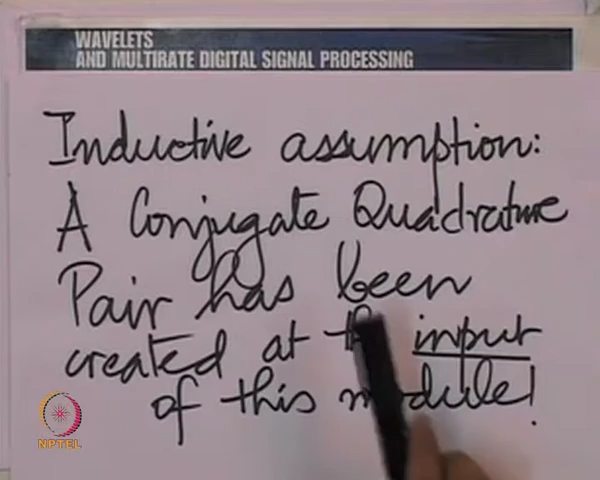 WAVELETS
AND MULTIRATE DIGITAL SIGNAL PROCESSING
Inductive assumption:
A Conjugate Quadrature
Pair has been
created at the input
of this module!
NPTEL